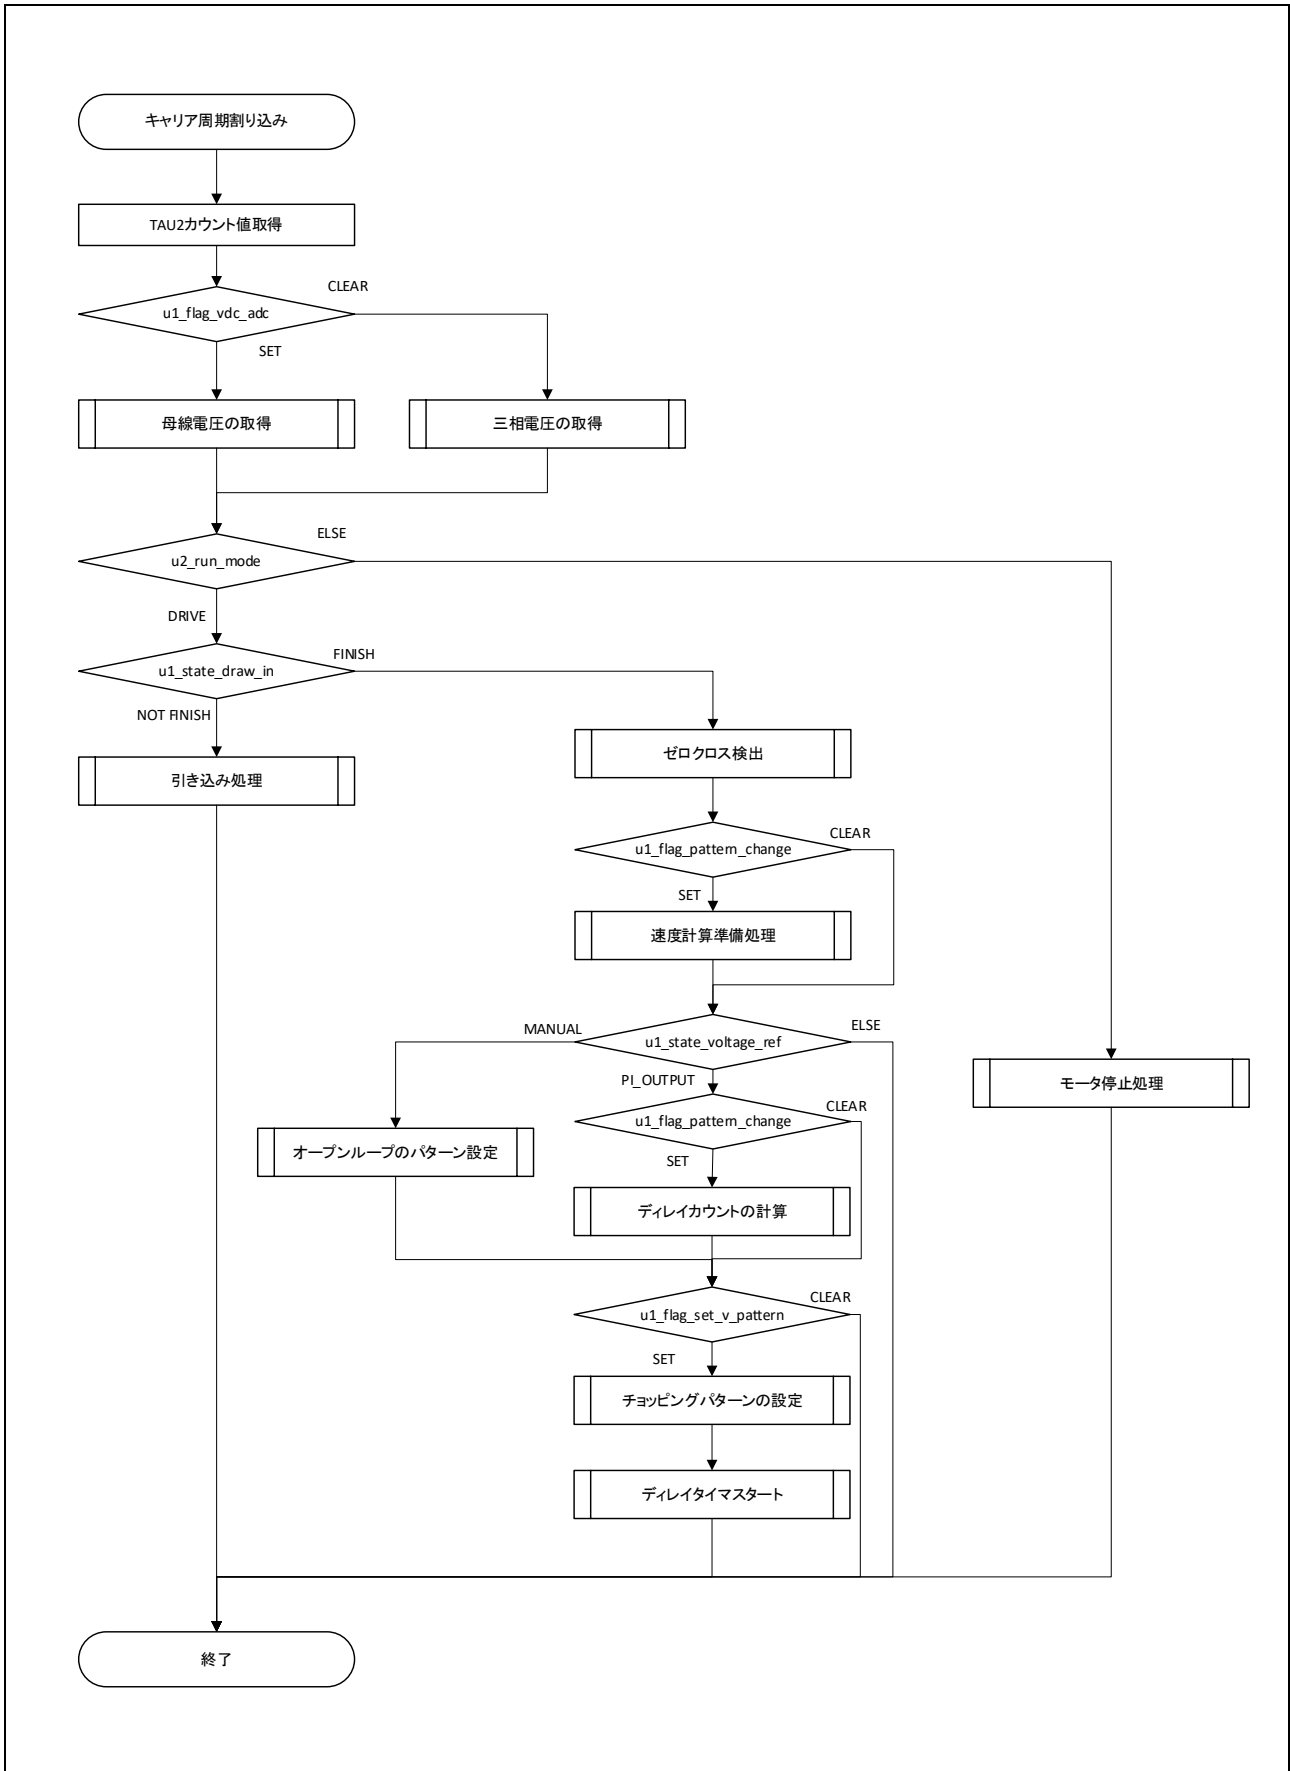 キャリア周期割り込み
TAU2カウント値取得
CLEAR
u1_flag_vdc_adc
SET
母線電圧の取得
三相電圧の取得
ELSE
u2_run_mode
DRIVE
FINISH
u1_state_draw_in
NOT FINISH
ゼロクロス検出
引き込み処理
CLEAR
u1_flag_pattern_change
SET
速度計算準備処理
MANUAL
ELSE
u1_state_voltage_ref
PI_OUTPUT
モータ停止処理
CLEAR
u1_flag_pattern_change
オープンループのパターン設定
SET
ディレイカウントの計算
CLEAR
u1_flag_set_v_pattern
SET
チョッピングパターンの設定
ディレイタイマスタート
終了